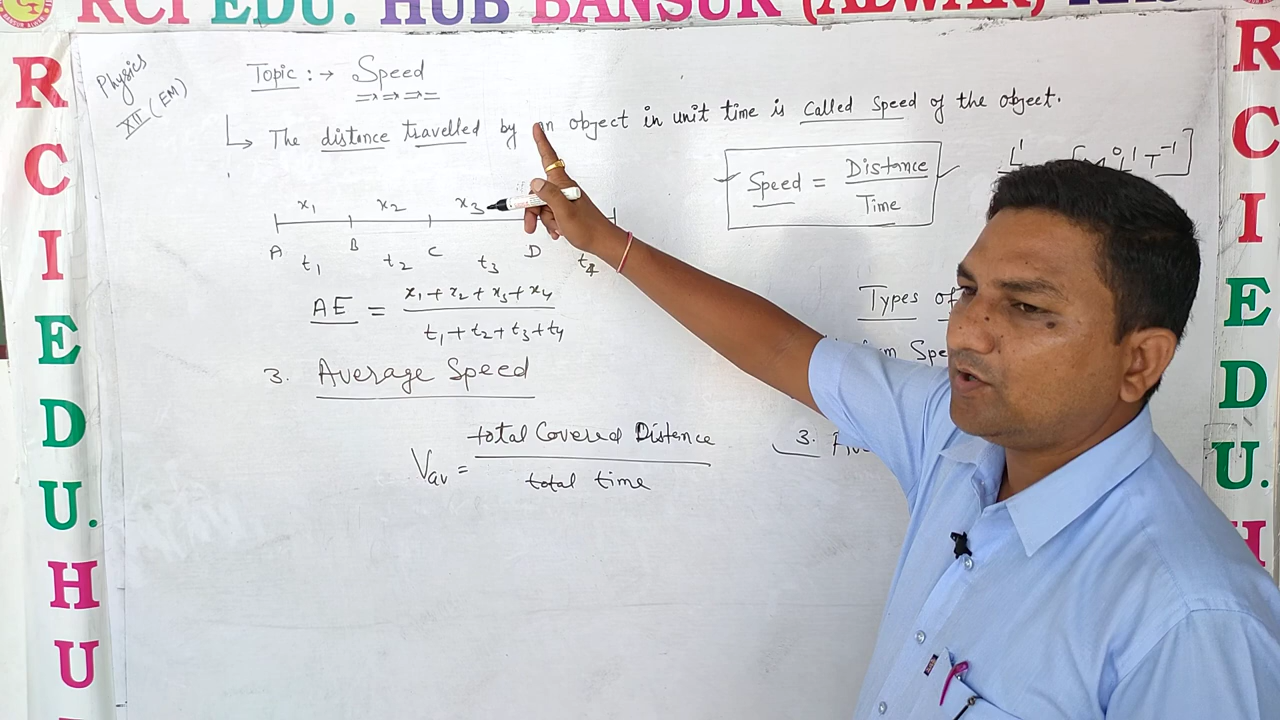 RCI EDU. HUB BANSUR (ALWAR)
Physics
XII (EM)
Topic : → Speed
The distance travelled by an object in unit time is called speed of the object.
Speed = Distance / Time
x1 x2 x3
A B C D
t1 t2 t3 t4
AE = x1 + x2 + x3 + x4 / t1 + t2 + t3 + t4
3. Average Speed
Vav = total Covered Distance / total time
Types of
Spe
3.
RCI EDU. HU
RCI EDU. H